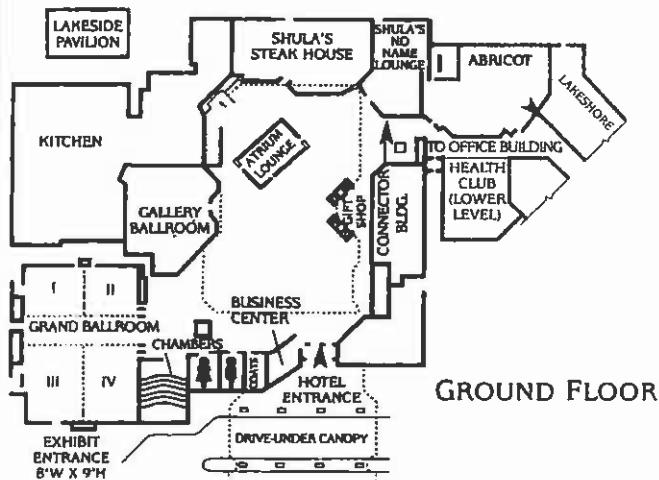 LAKESIDE
PAVILION
SHULA'S
STEAK HOUSE
SHULA'S
NO
NAME
LOUNGE
ABRICOT
LAKESHORE
KITCHEN
ATRIUM
LOUNGE
TO OFFICE BUILDING
HEALTH
CLUB
(LOWER
LEVEL)
GALLERY
BALLROOM
GIFT
SHOP
CONNECTOR
BLDG.
I
II
GRAND BALLROOM
BUSINESS
CENTER
CHAMBERS
III
IV
COATS
HOTEL
ENTRANCE
GROUND FLOOR
EXHIBIT
ENTRANCE
8'W X 9'H
DRIVE-UNDER CANOPY